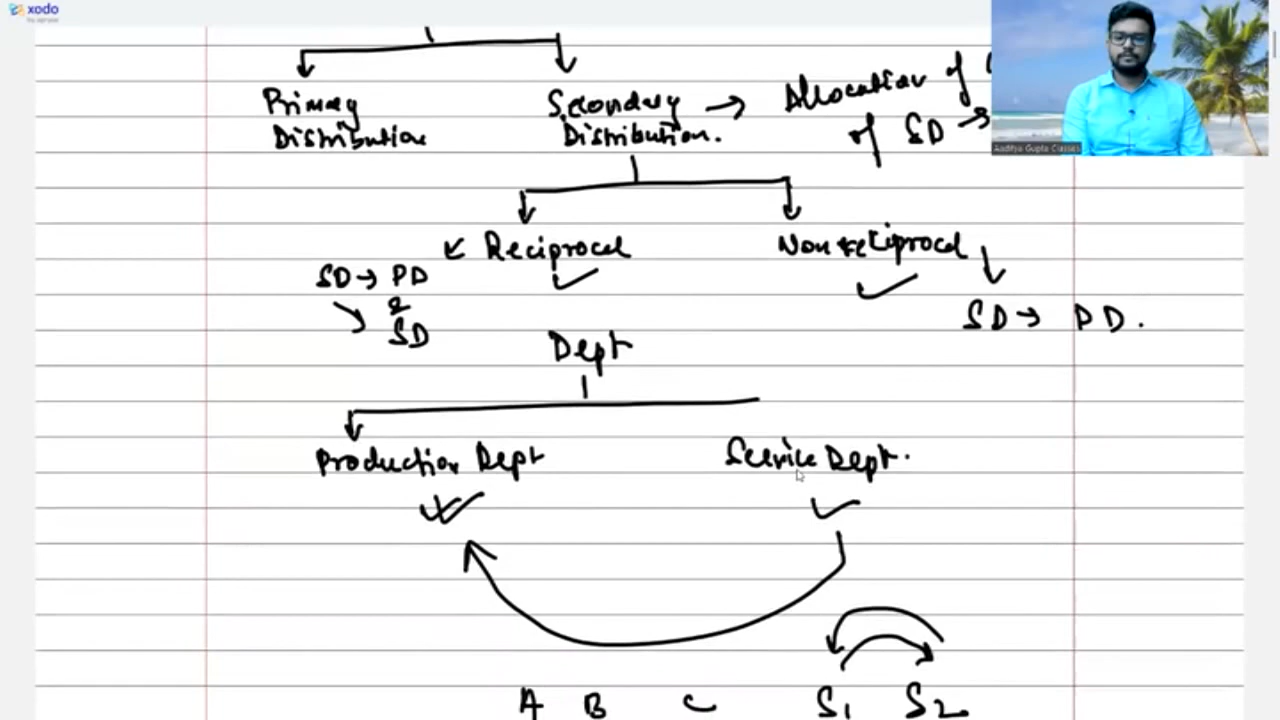 xodo
Primary Distribution
Secondary Distribution. → Allocation of
of SD →
Reciprocal
Non reciprocal
SD → PD
&
SD
SD → PD.
Dept
Production Dept
Service Dept.
A B C S1 S2
Aaditya Gupta Classes